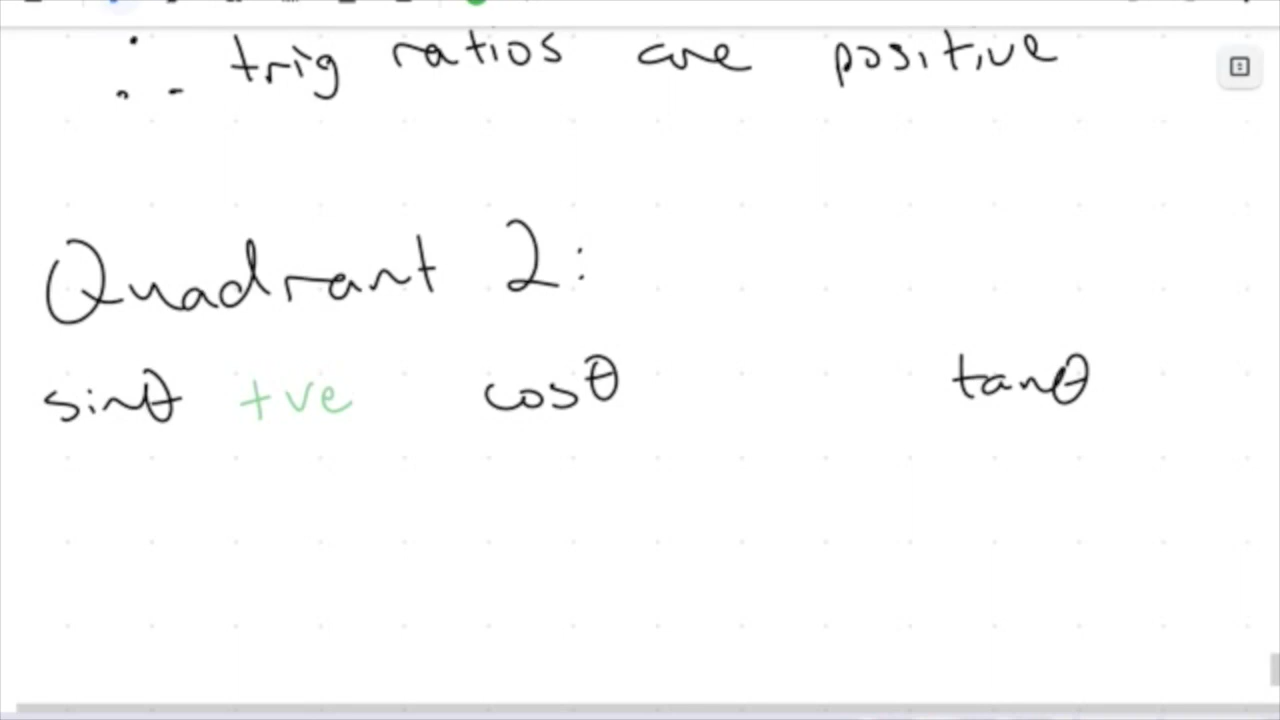 ∴ trig ratios are positive
Quadrant 2:
sinθ +ve cosθ tanθ